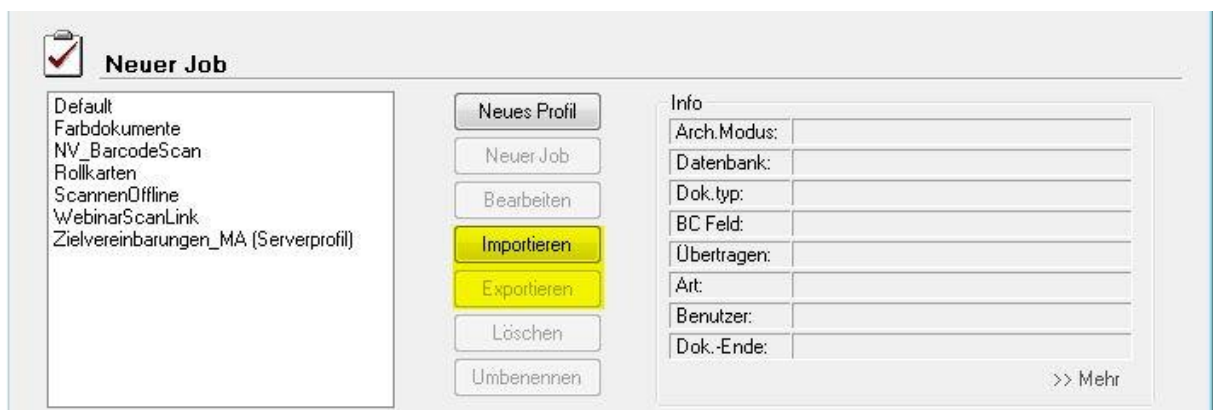 Neuer Job
Default
Farbdokumente
NV_BarcodeScan
Rollkarten
ScannenOffline
WebinarScanLink
Zielvereinbarungen_MA (Serverprofil)
Neues Profil
Neuer Job
Bearbeiten
Importieren
Exportieren
Löschen
Umbenennen
Info
Arch.Modus:
Datenbank:
Dok.typ:
BC Feld:
Übertragen:
Art:
Benutzer:
Dok.-Ende:
>> Mehr